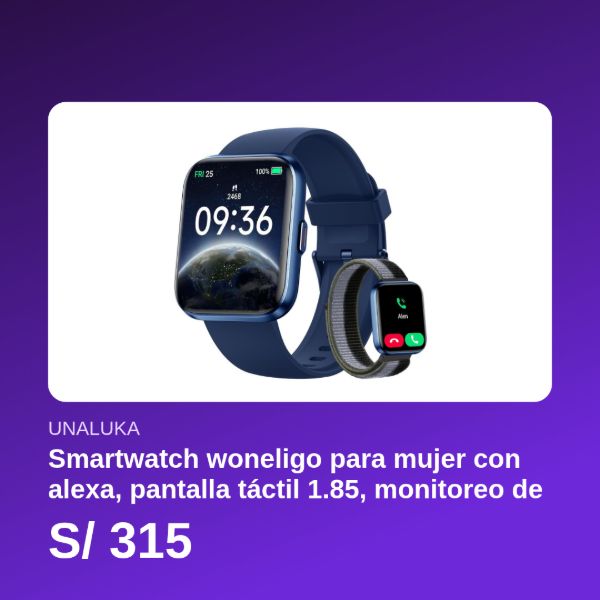 FRI 25
100%
2468
09:36
Alen
UNALUKA
Smartwatch woneligo para mujer con
alexa, pantalla táctil 1.85, monitoreo de
S/ 315